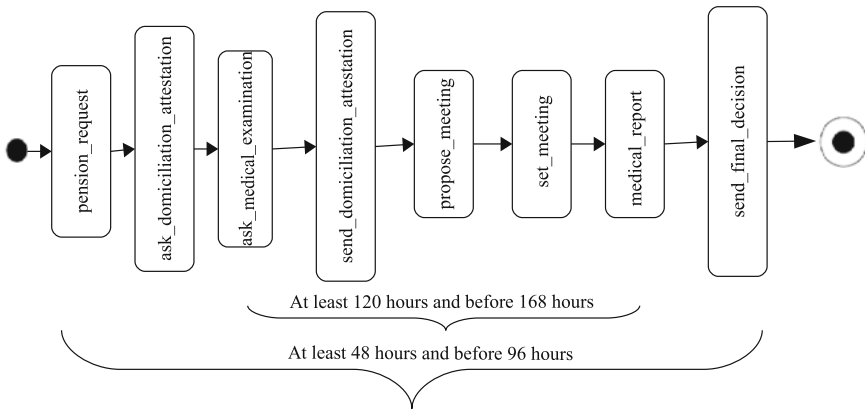 pension_request
ask_domiciliation_attestation
ask_medical_examination
send_domiciliation_attestation
propose_meeting
set_meeting
medical_report
send_final_decision
At least 120 hours and before 168 hours
At least 48 hours and before 96 hours